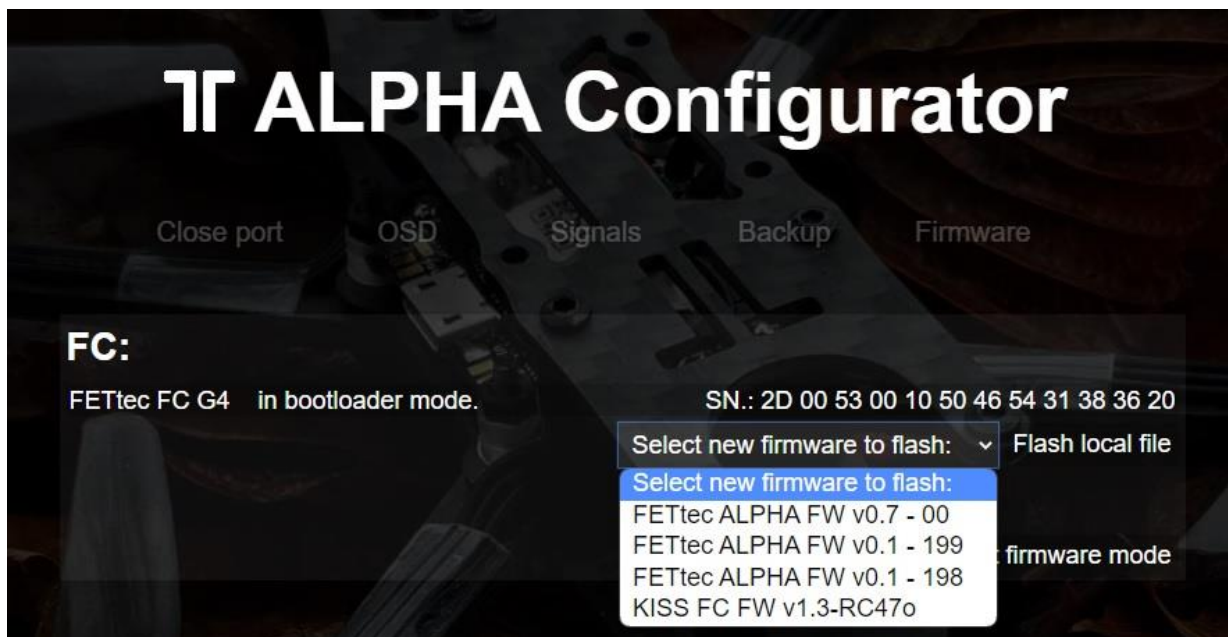 ALPHA Configurator
Close port OSD Signals Backup Firmware
FC:
FETtec FC G4 in bootloader mode. SN.: 2D 00 53 00 10 50 46 54 31 38 36 20
Select new firmware to flash: Flash local file
Select new firmware to flash:
FETtec ALPHA FW v0.7 - 00
FETtec ALPHA FW v0.1 - 199
firmware mode
FETtec ALPHA FW v0.1 - 198
KISS FC FW v1.3-RC47o